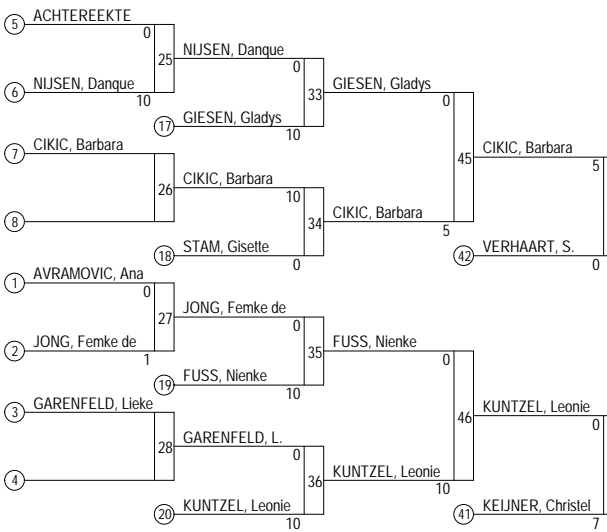 5 ACHTEREEKTE
0
25 NIJSEN, Danque
0
6 NIJSEN, Danque
10
33 GIESEN, Gladys
0
17 GIESEN, Gladys
10
7 CIKIC, Barbara
45 CIKIC, Barbara
5
26 CIKIC, Barbara
10
8
34 CIKIC, Barbara
5
18 STAM, Gisette
0
42 VERHAART, S.
0
1 AVRAMOVIC, Ana
0
27 JONG, Femke de
0
2 JONG, Femke de
1
35 FUSS, Nienke
0
19 FUSS, Nienke
10
3 GARENFELD, Lieke
46 KUNTZEL, Leonie
0
28 GARENFELD, L.
0
4
36 KUNTZEL, Leonie
10
20 KUNTZEL, Leonie
10
41 KEIJNER, Christel
7